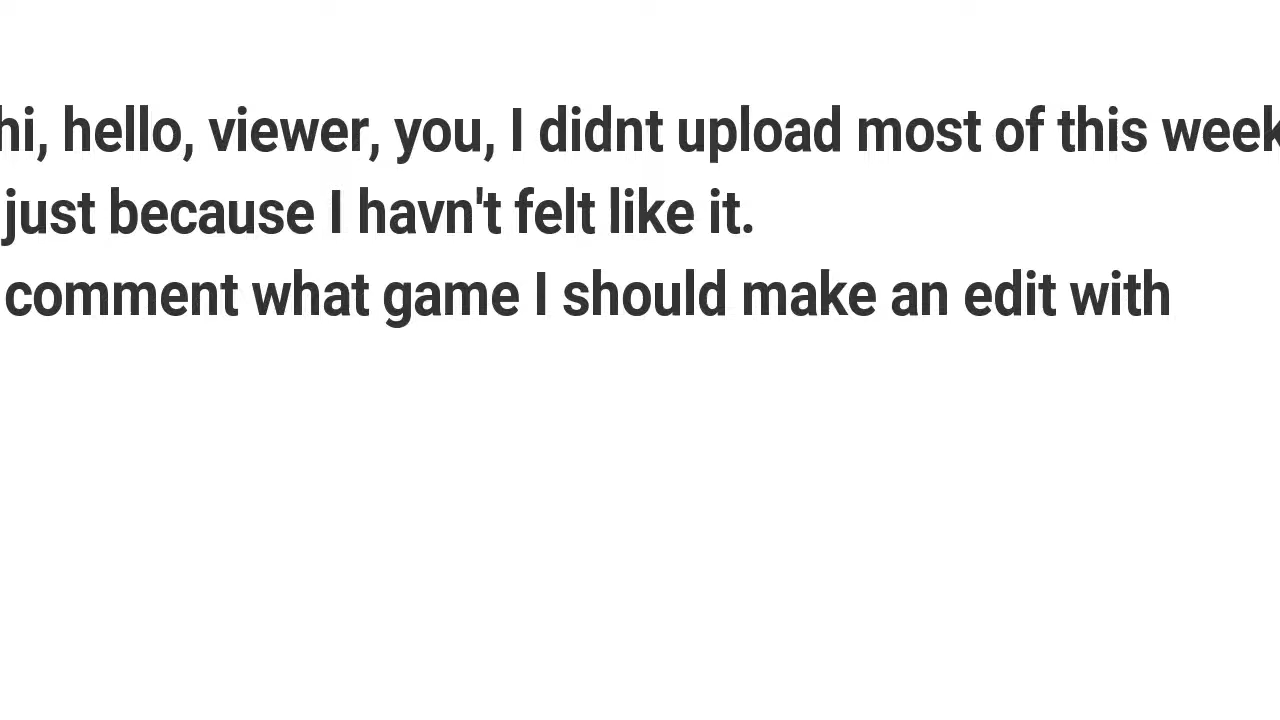 hi, hello, viewer, you, I didnt upload most of this week
just because I havn't felt like it.
comment what game I should make an edit with